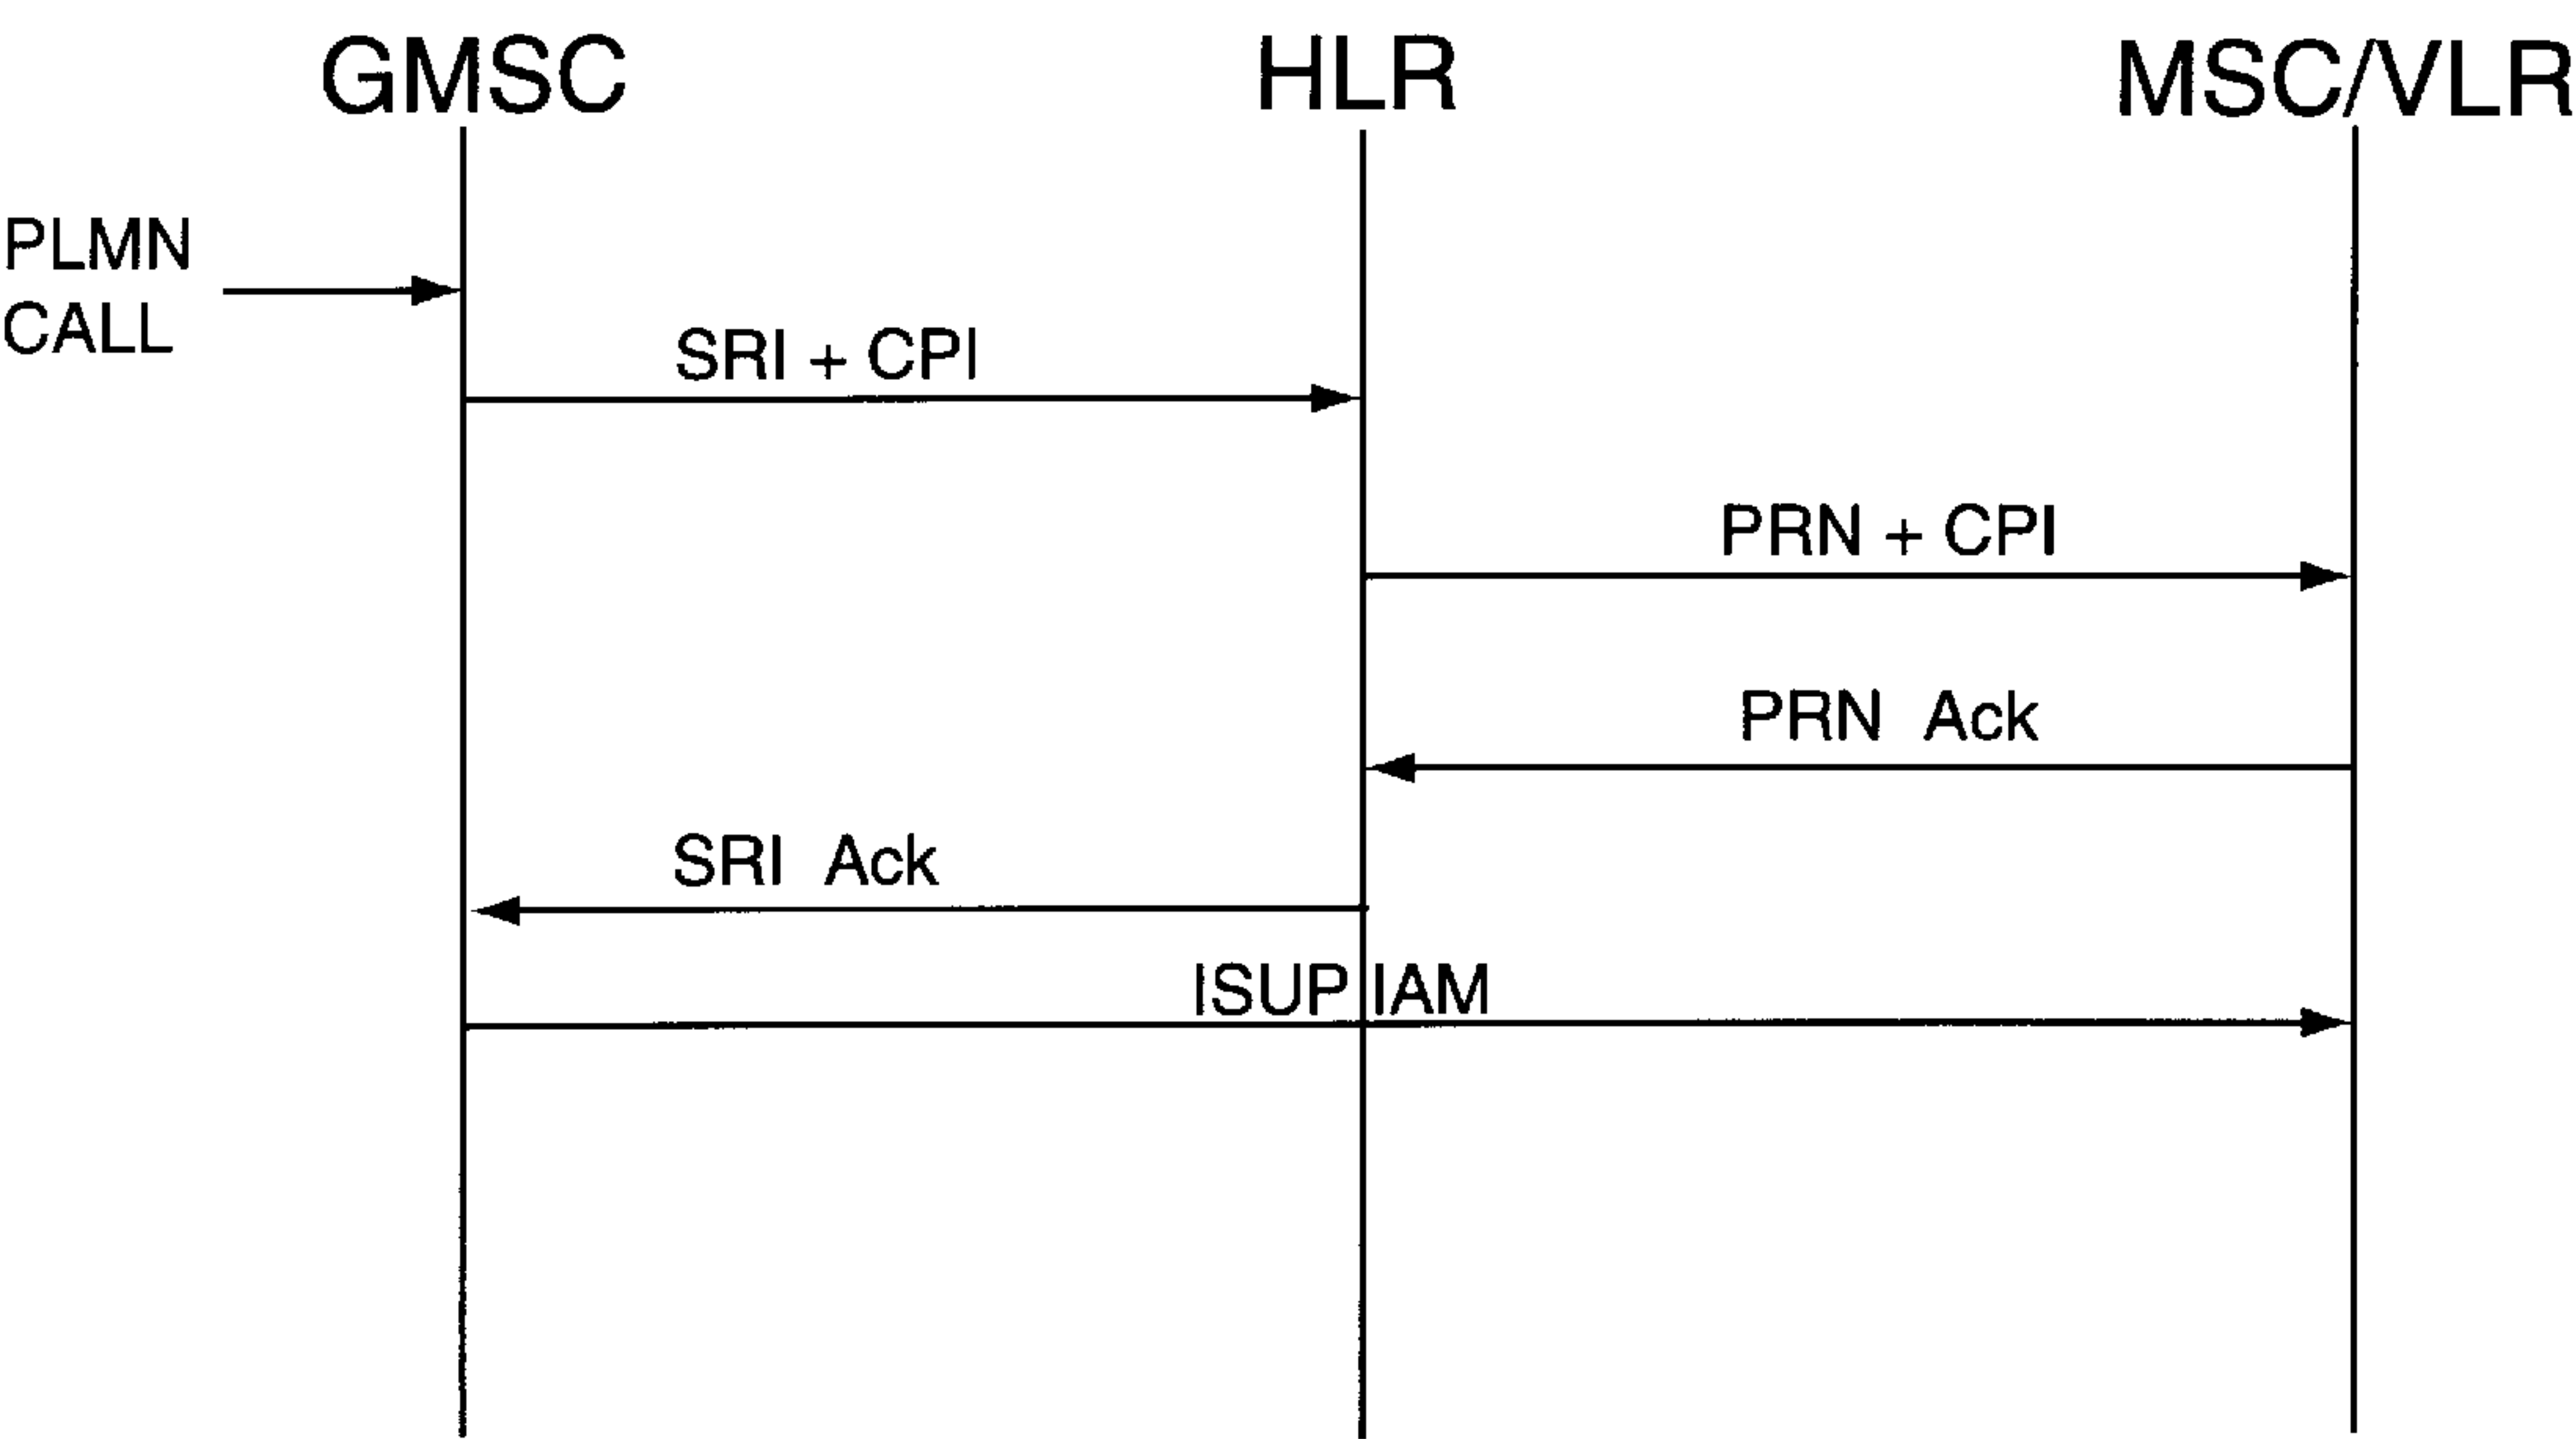 GMSC
HLR
MSC/VLR
PLMN
CALL
SRI + CPI
PRN + CPI
PRN Ack
SRI Ack
ISUP IAM